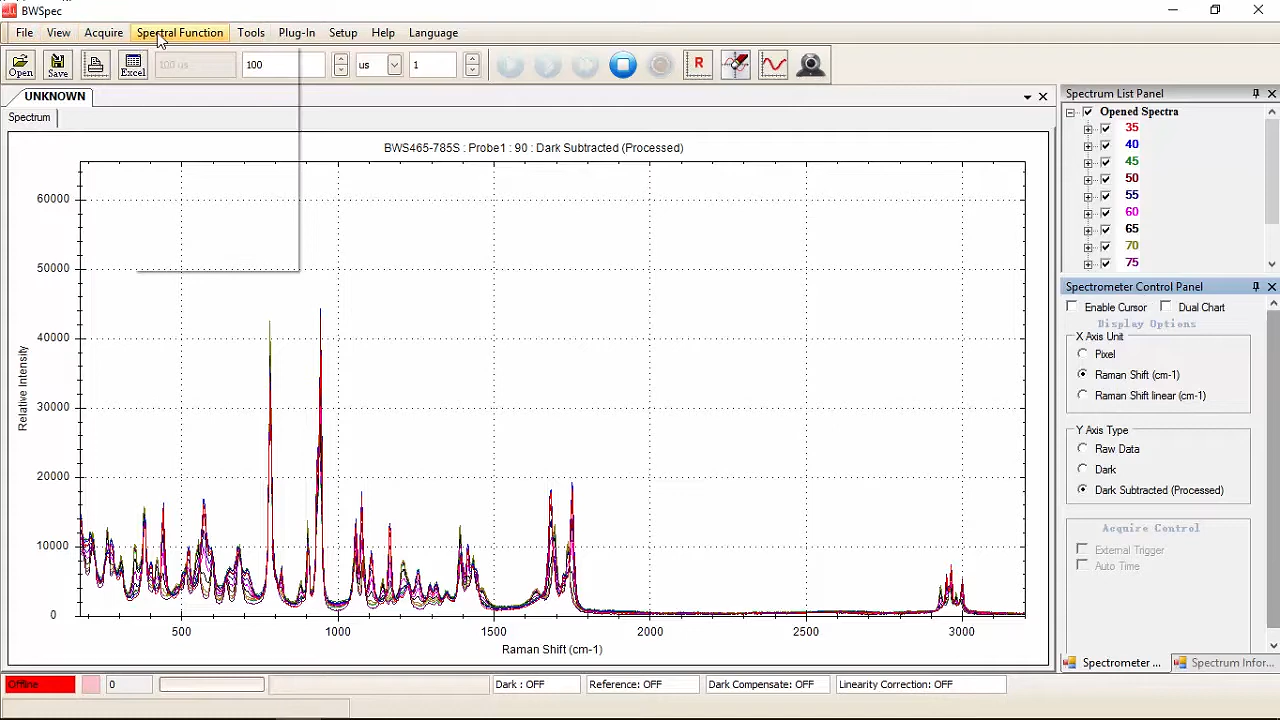 BWSpec
File View Acquire Spectral Function Tools Plug-In Setup Help Language
Open Save Excel 100 us 100 us 1 R
UNKNOWN
Spectrum
BWS465-785S : Probe1 : 90 : Dark Subtracted (Processed)
60000
50000
40000
30000
20000
10000
0
Relative Intensity
500 1000 1500 2000 2500 3000
Raman Shift (cm-1)
Spectrum List Panel
Opened Spectra
35
40
45
50
55
60
65
70
75
Spectrometer Control Panel
Enable Cursor Dual Chart
Display Options
X Axis Unit
Pixel
Raman Shift (cm-1)
Raman Shift linear (cm-1)
Y Axis Type
Raw Data
Dark
Dark Subtracted (Processed)
Acquire Control
External Trigger
Auto Time
Spectrometer ... Spectrum Infor...
Offline 0 Dark : OFF Reference: OFF Dark Compensate: OFF Linearity Correction: OFF